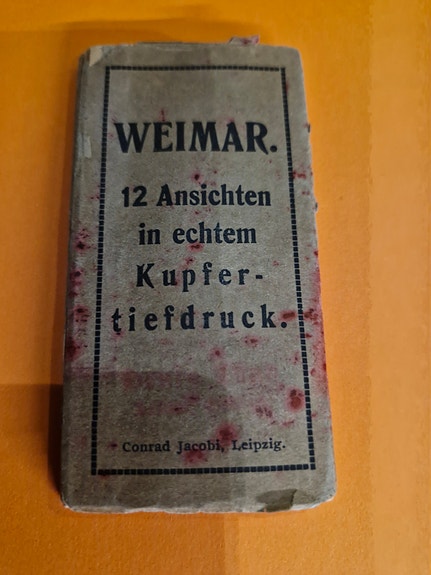 WEIMAR.
12 Ansichten
in echtem
Kupfer-
tiefdruck.
Conrad Jacobi, Leipzig.